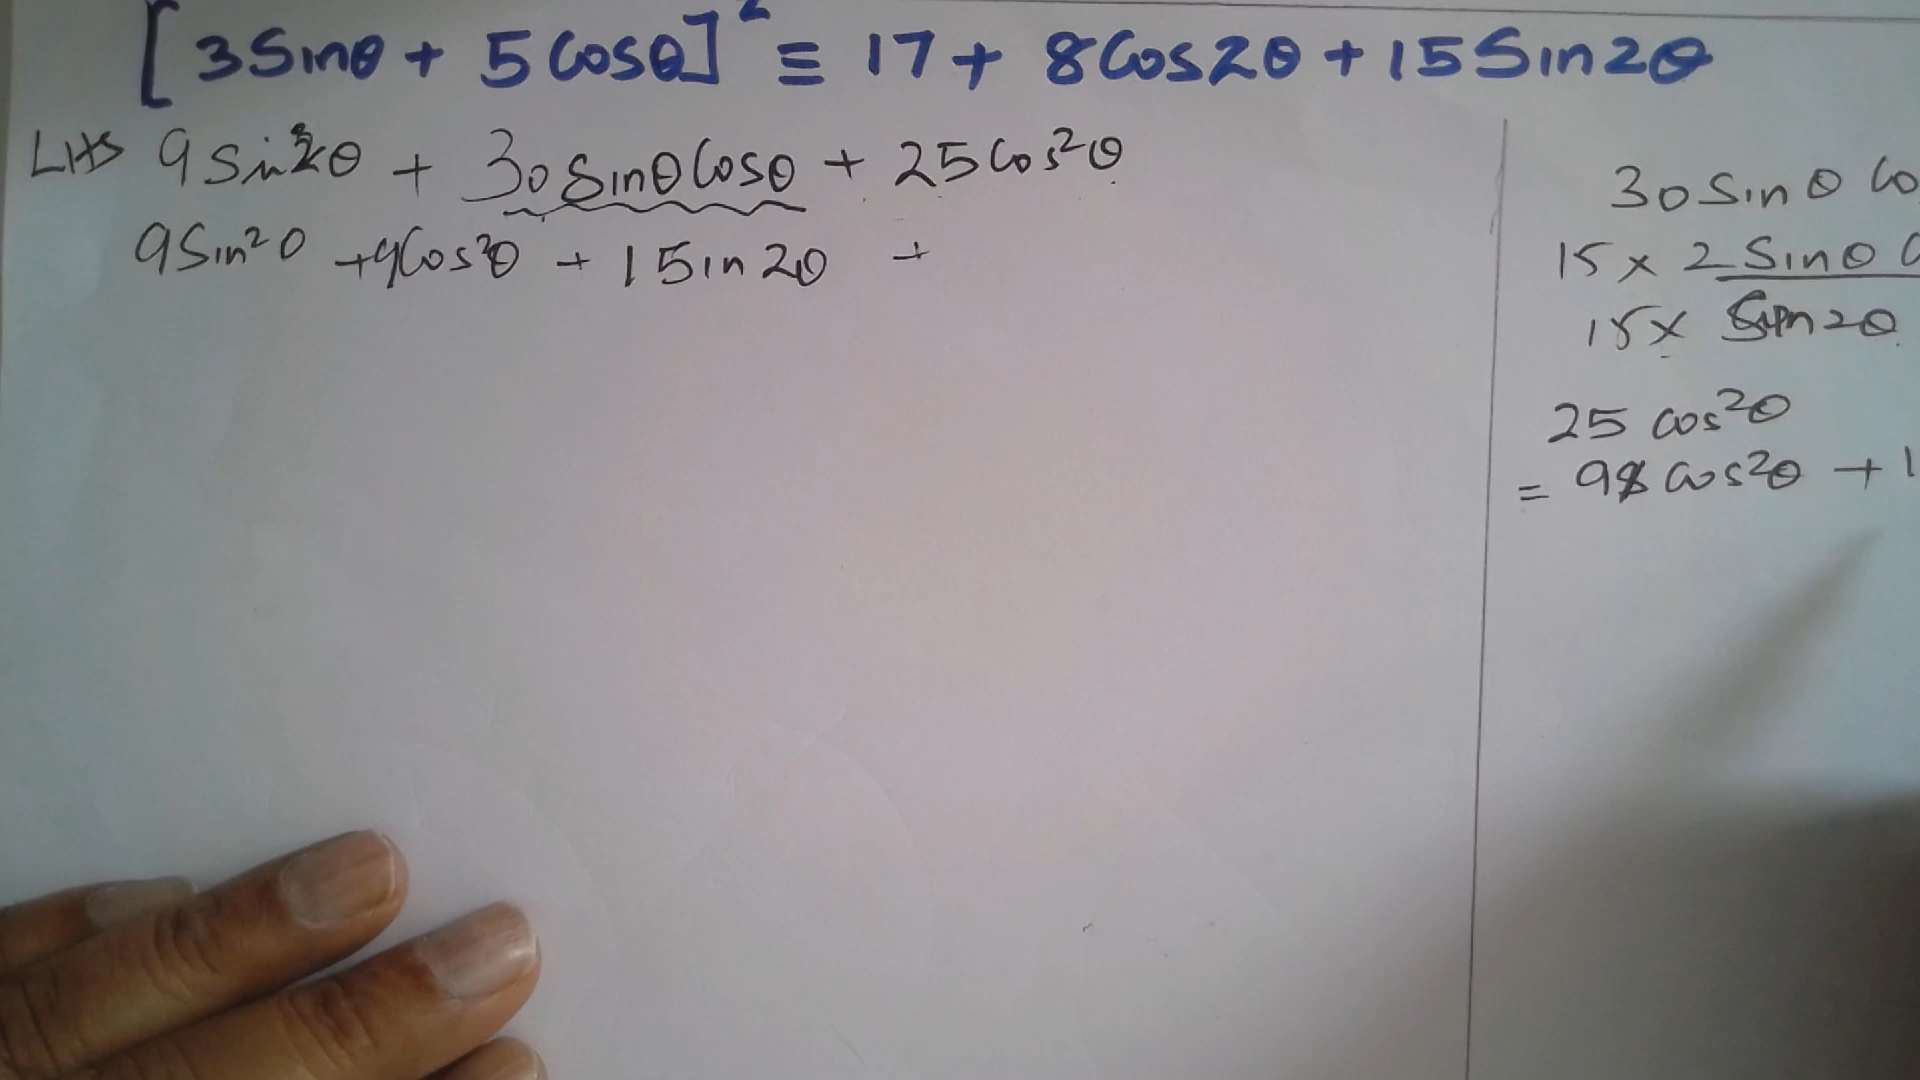 [3Sinθ + 5Cosθ]² ≡ 17 + 8Cos2θ + 15Sin2θ
LHS 9sin²θ + 30SinθCosθ + 25Cos²θ
9Sin²θ + 9Cos²θ + 15in2θ +
30Sinθ Co
15 × 2Sinθ C
15 × Sin2θ
25 cos²θ
= 9 cos²θ + 1